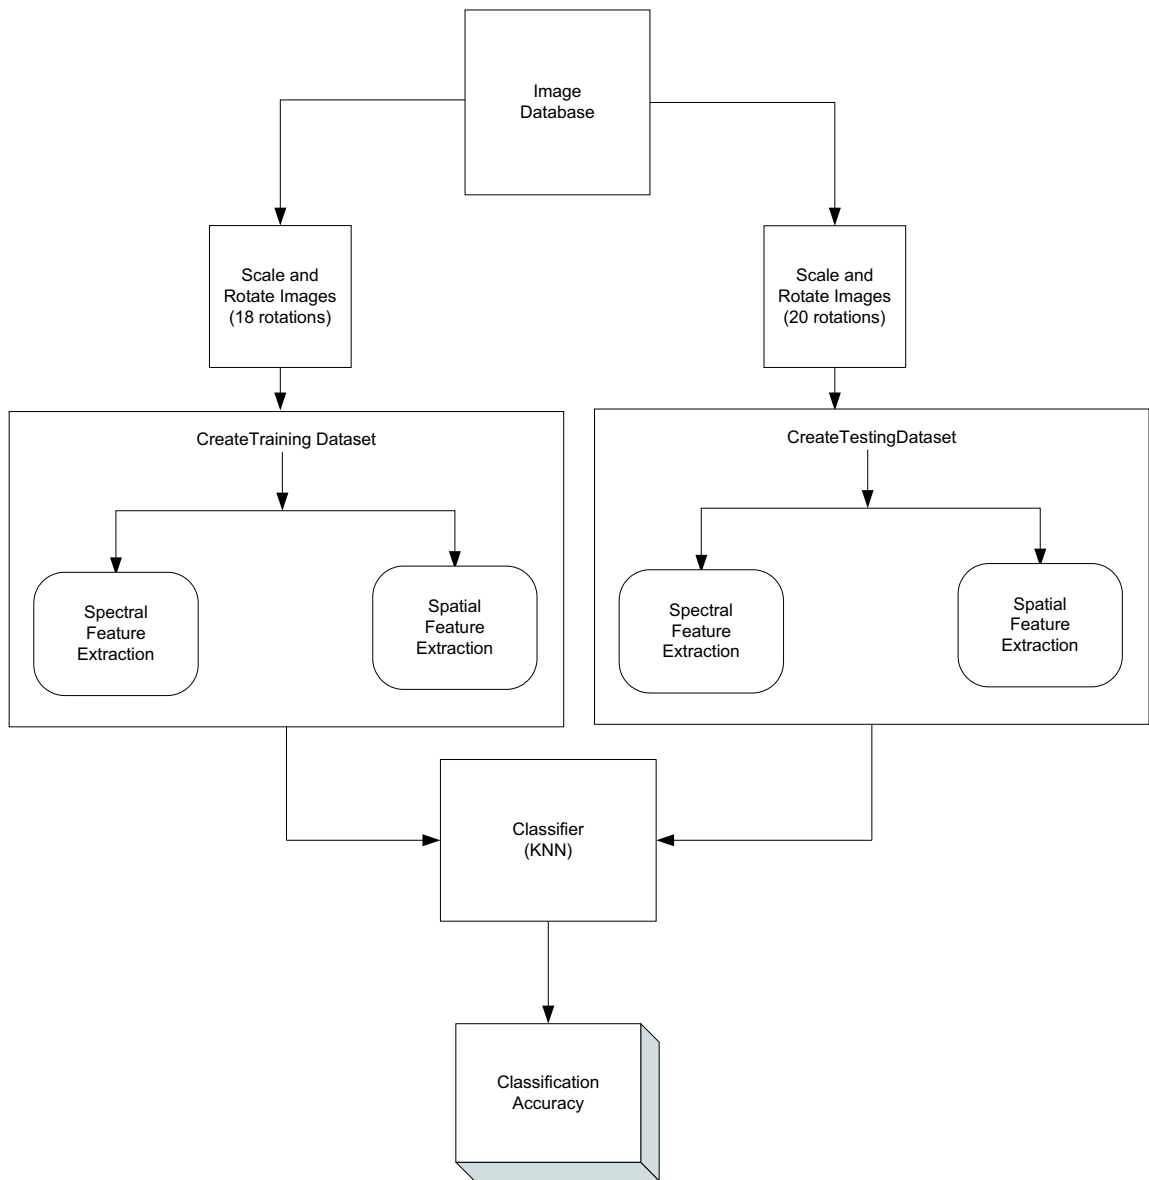 Image
Database
Scale and
Rotate Images
(18 rotations)
Scale and
Rotate Images
(20 rotations)
CreateTraining Dataset
CreateTestingDataset
Spectral
Feature
Extraction
Spatial
Feature
Extraction
Spectral
Feature
Extraction
Spatial
Feature
Extraction
Classifier
(KNN)
Classification
Accuracy